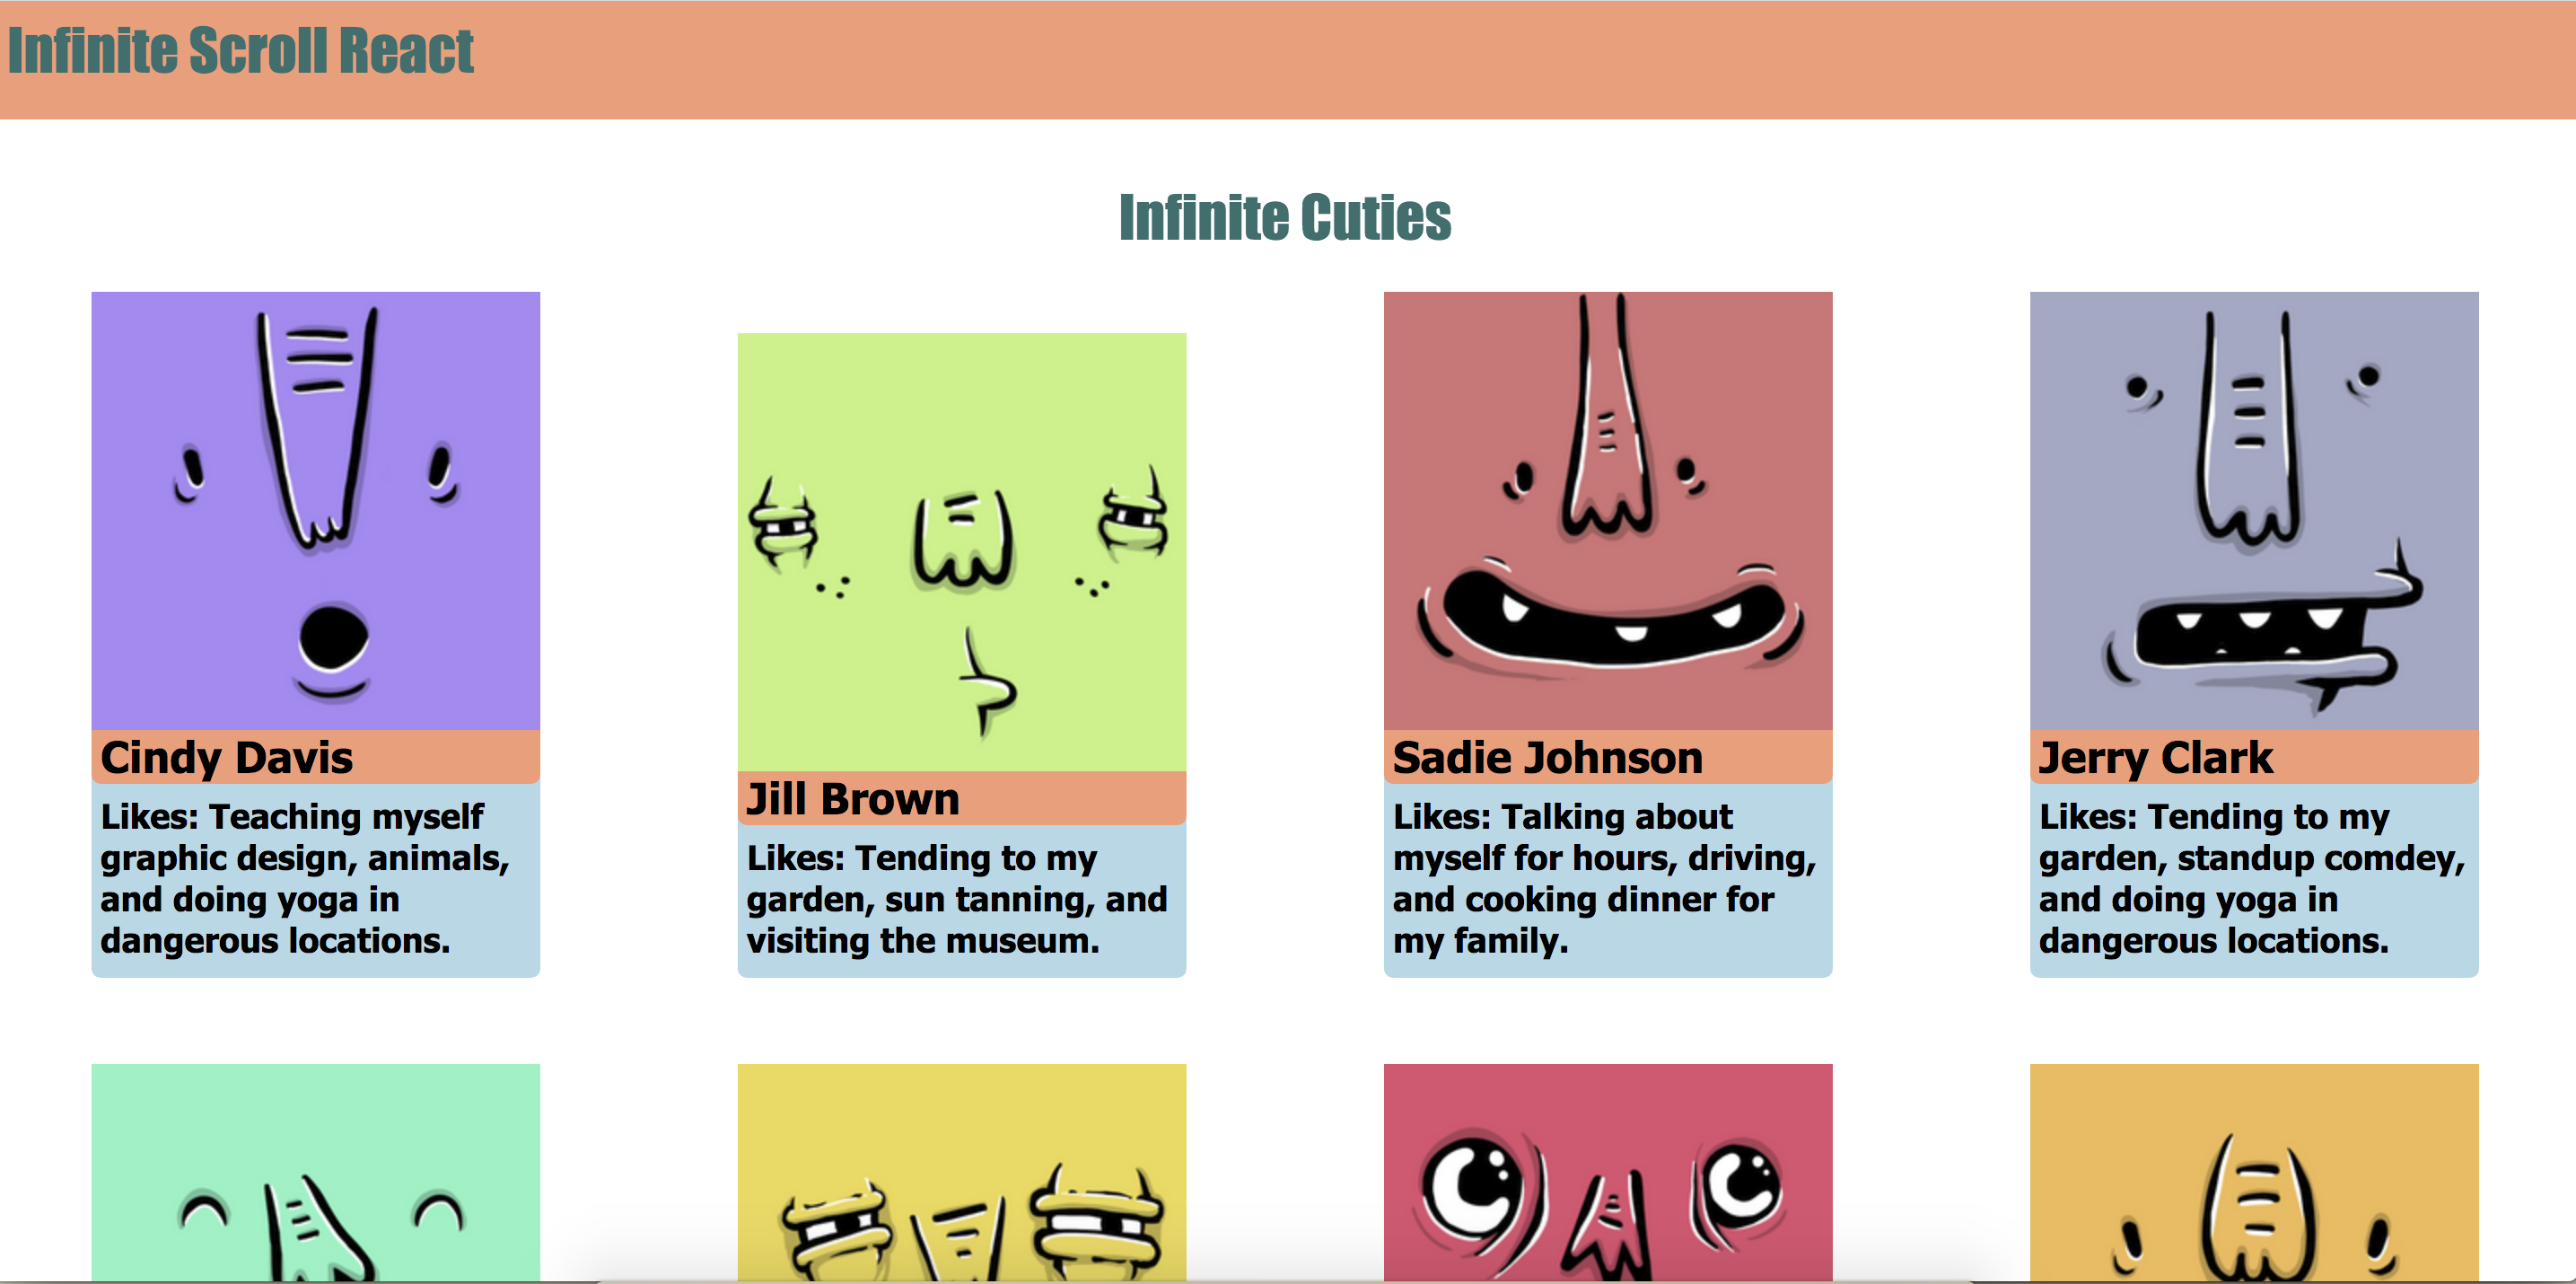 Infinite Scroll React
Infinite Cuties
Cindy Davis
Likes: Teaching myself
graphic design, animals,
and doing yoga in
dangerous locations.
Jill Brown
Likes: Tending to my
garden, sun tanning, and
visiting the museum.
Sadie Johnson
Likes: Talking about
myself for hours, driving,
and cooking dinner for
my family.
Jerry Clark
Likes: Tending to my
garden, standup comdey,
and doing yoga in
dangerous locations.